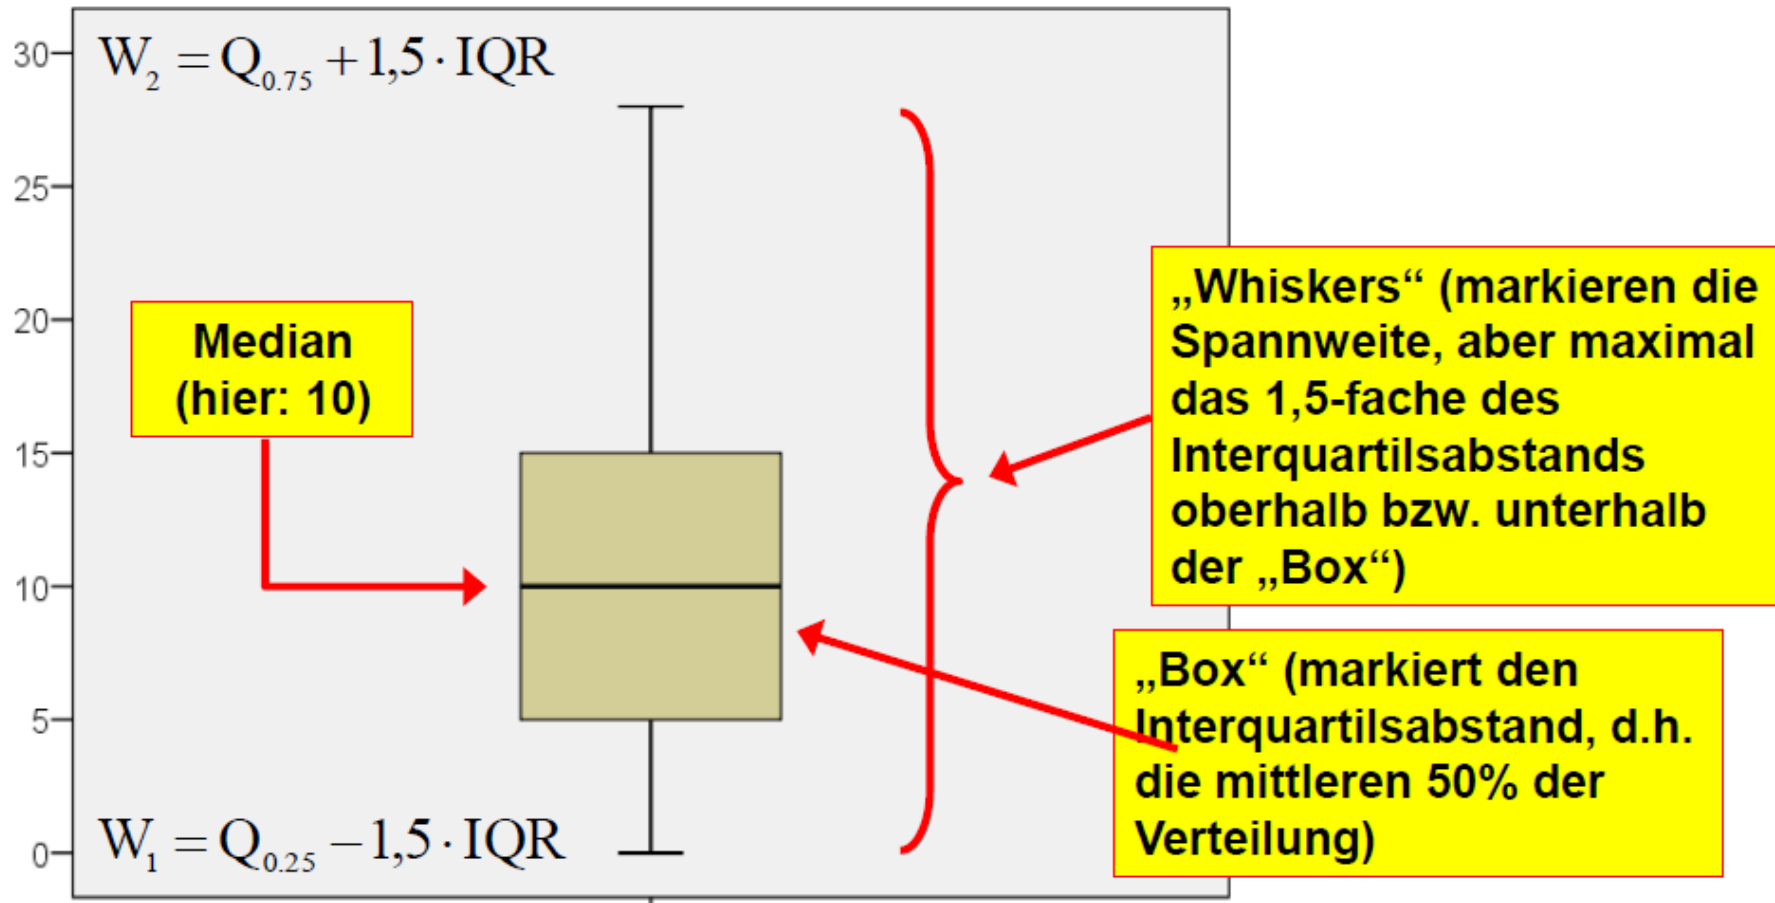 30
W₂ = Q₀.₇₅ + 1,5 · IQR
25
20
15
10
5
0
Median
(hier: 10)
„Whiskers“ (markieren die
Spannweite, aber maximal
das 1,5-fache des
Interquartilsabstands
oberhalb bzw. unterhalb
der „Box“)
„Box“ (markiert den
Interquartilsabstand, d.h.
die mittleren 50% der
Verteilung)
W₁ = Q₀.₂₅ − 1,5 · IQR